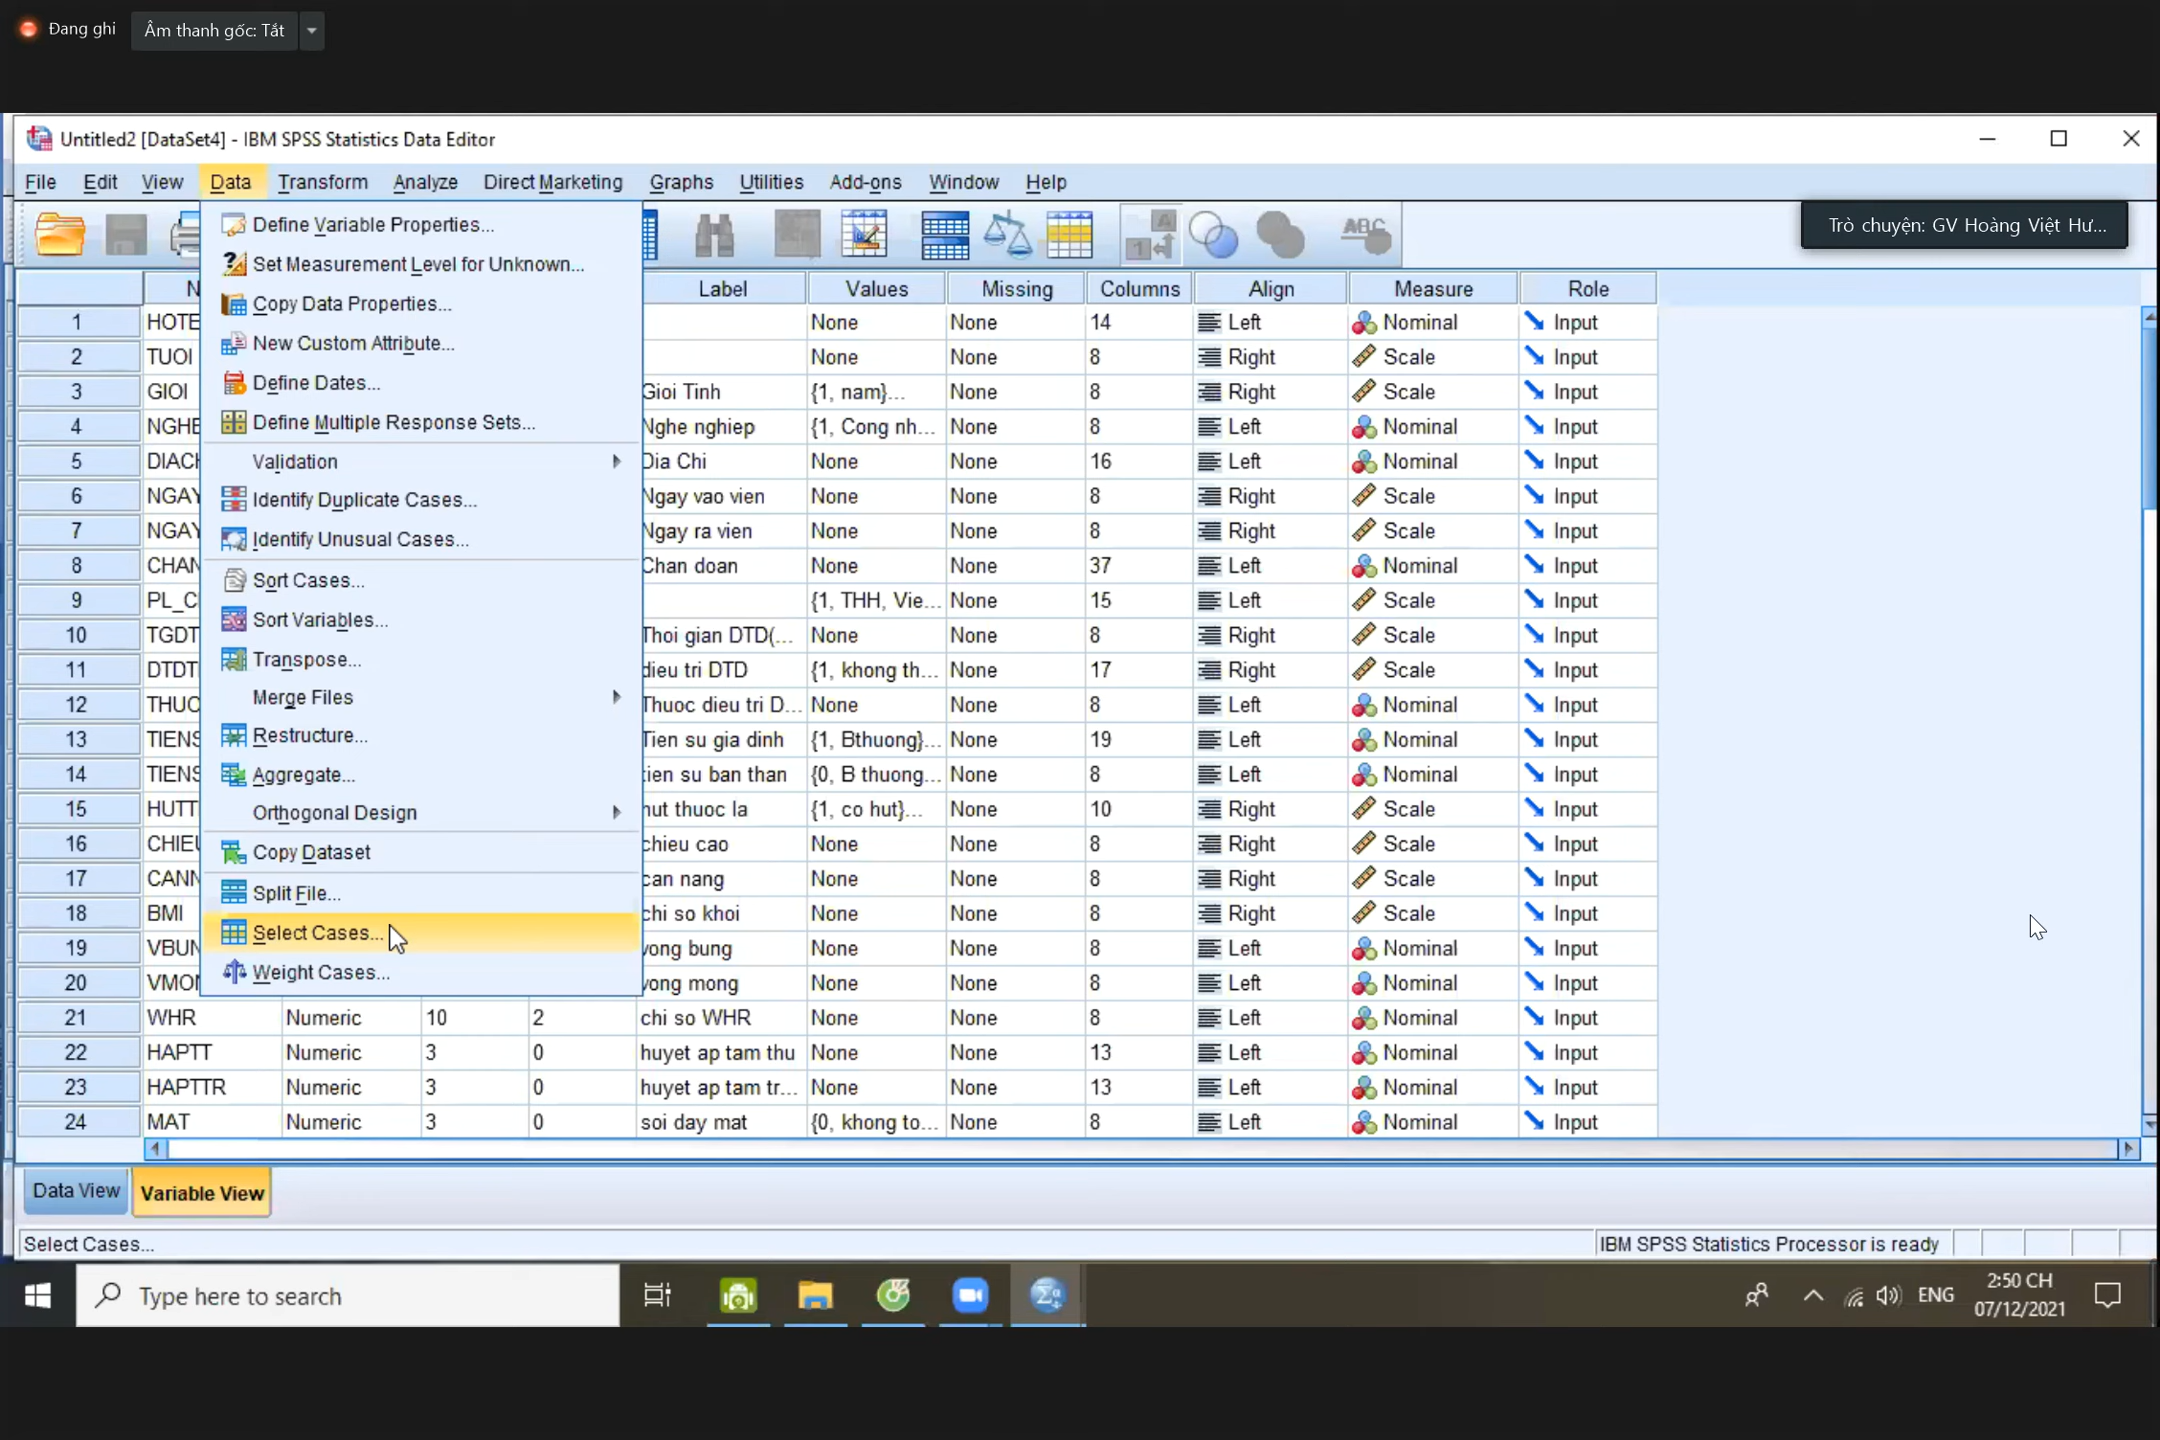 Đang ghi
Âm thanh gốc: Tắt
Untitled2 [DataSet4] - IBM SPSS Statistics Data Editor
File Edit View Data Transform Analyze Direct Marketing Graphs Utilities Add-ons Window Help
Trò chuyện: GV Hoàng Việt Hư...
Define Variable Properties...
Set Measurement Level for Unknown...
Copy Data Properties...
New Custom Attribute...
Define Dates...
Define Multiple Response Sets...
Validation
Identify Duplicate Cases...
Identify Unusual Cases...
Sort Cases...
Sort Variables...
Transpose...
Merge Files
Restructure...
Aggregate...
Orthogonal Design
Copy Dataset
Split File...
Select Cases...
Weight Cases...
N Label Values Missing Columns Align Measure Role
1 HOTE None None 14 Left Nominal Input
2 TUOI None None 8 Right Scale Input
3 GIOI Gioi Tinh {1, nam}... None 8 Right Scale Input
4 NGHE Nghe nghiep {1, Cong nh... None 8 Left Nominal Input
5 DIACH Dia Chi None None 16 Left Nominal Input
6 NGAY Ngay vao vien None None 8 Right Scale Input
7 NGAY Ngay ra vien None None 8 Right Scale Input
8 CHAN Chan doan None None 37 Left Nominal Input
9 PL_C {1, THH, Vie... None 15 Left Scale Input
10 TGDT Thoi gian DTD(... None None 8 Right Scale Input
11 DTDT dieu tri DTD {1, khong th... None 17 Right Scale Input
12 THUO Thuoc dieu tri D... None None 8 Left Nominal Input
13 TIENS Tien su gia dinh {1, Bthuong}... None 19 Left Nominal Input
14 TIENS tien su ban than {0, B thuong... None 8 Left Nominal Input
15 HUTT hut thuoc la {1, co hut}... None 10 Right Scale Input
16 CHIEU chieu cao None None 8 Right Scale Input
17 CANN can nang None None 8 Right Scale Input
18 BMI chi so khoi None None 8 Right Scale Input
19 VBUN vong bung None None 8 Left Nominal Input
20 VMON vong mong None None 8 Left Nominal Input
21 WHR Numeric 10 2 chi so WHR None None 8 Left Nominal Input
22 HAPTT Numeric 3 0 huyet ap tam thu None None 13 Left Nominal Input
23 HAPTTR Numeric 3 0 huyet ap tam tr... None None 13 Left Nominal Input
24 MAT Numeric 3 0 soi day mat {0, khong to... None 8 Left Nominal Input
Data View Variable View
Select Cases... IBM SPSS Statistics Processor is ready
Type here to search
ENG
2:50 CH
07/12/2021